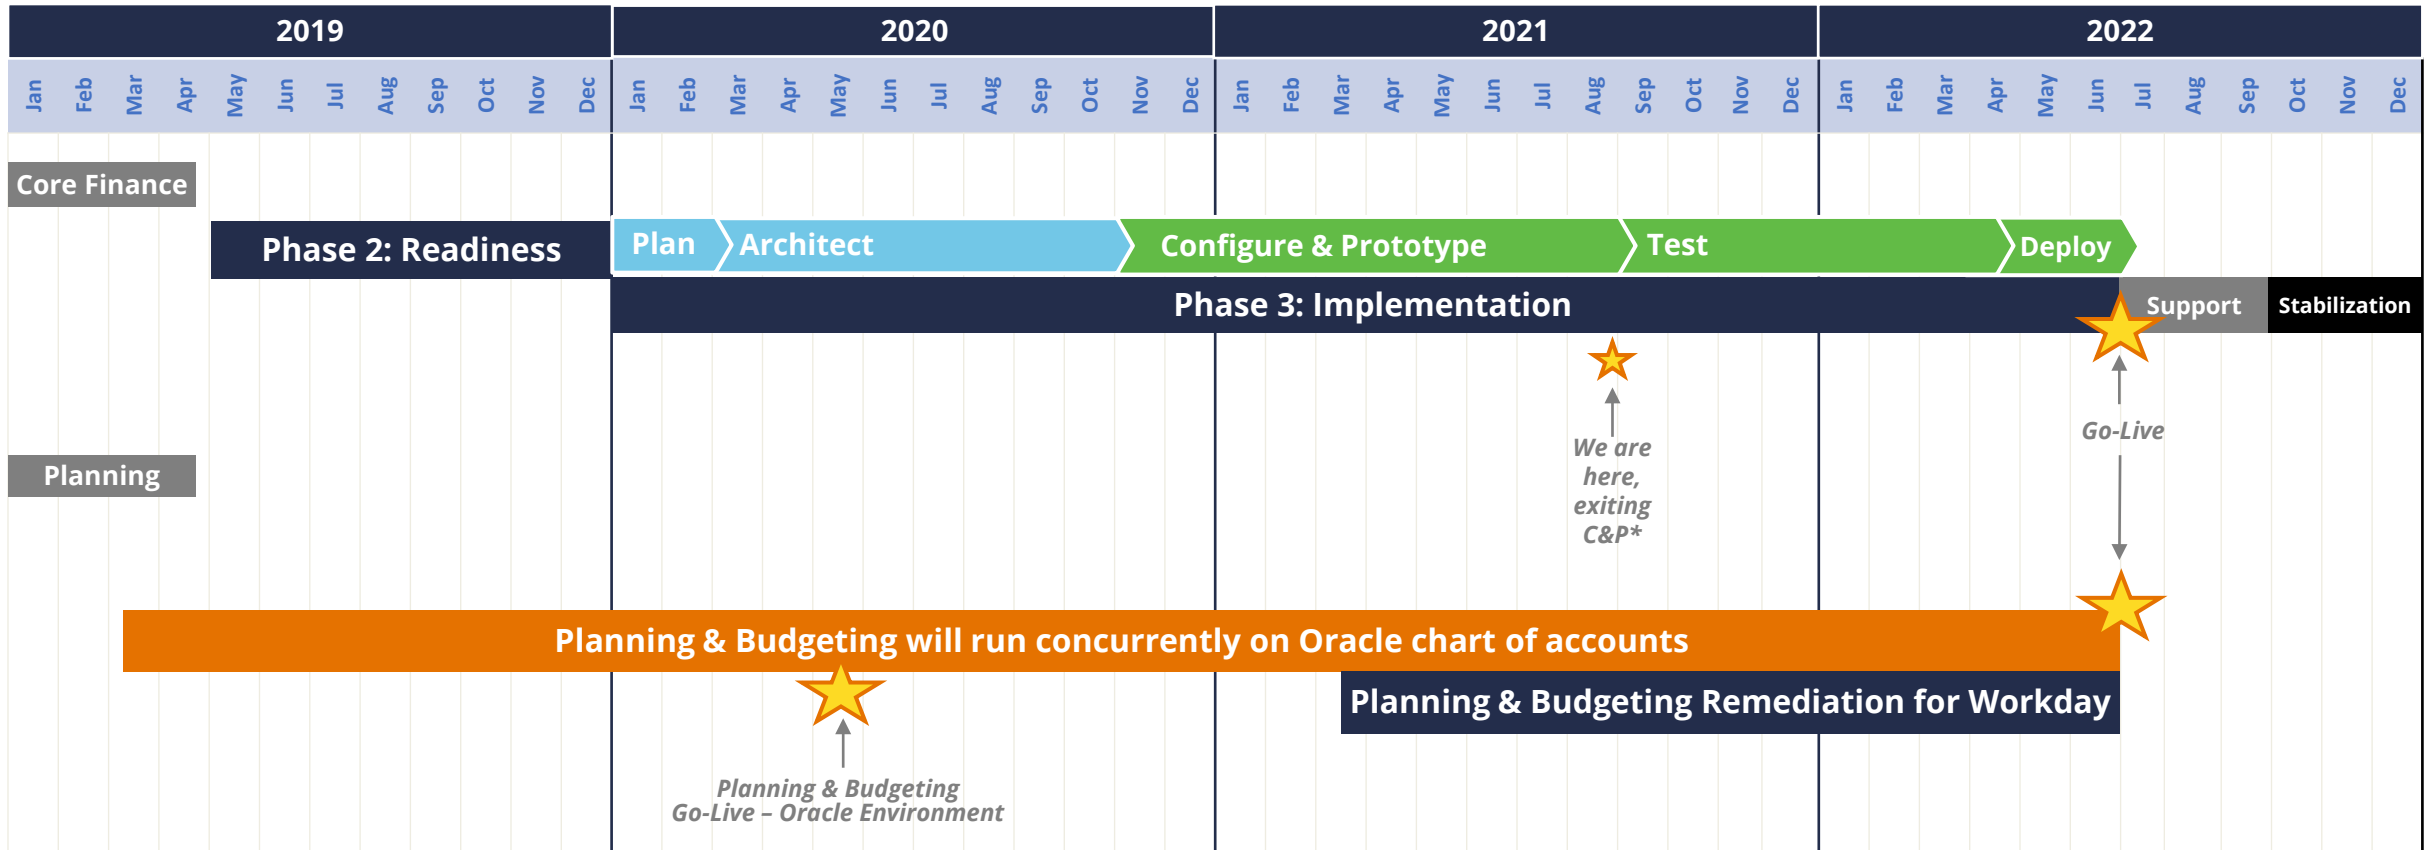 2019 2020 2021 2022
Jan Feb Mar Apr May Jun Jul Aug Sep Oct Nov Dec Jan Feb Mar Apr May Jun Jul Aug Sep Oct Nov Dec Jan Feb Mar Apr May Jun Jul Aug Sep Oct Nov Dec Jan Feb Mar Apr May Jun Jul Aug Sep Oct Nov Dec
Core Finance
Phase 2: Readiness
Plan
Architect
Configure & Prototype
Test
Deploy
Phase 3: Implementation
Support
Stabilization
We are
here,
exiting
C&P*
Go-Live
Planning
Planning & Budgeting will run concurrently on Oracle chart of accounts
Planning & Budgeting Remediation for Workday
Planning & Budgeting
Go-Live – Oracle Environment